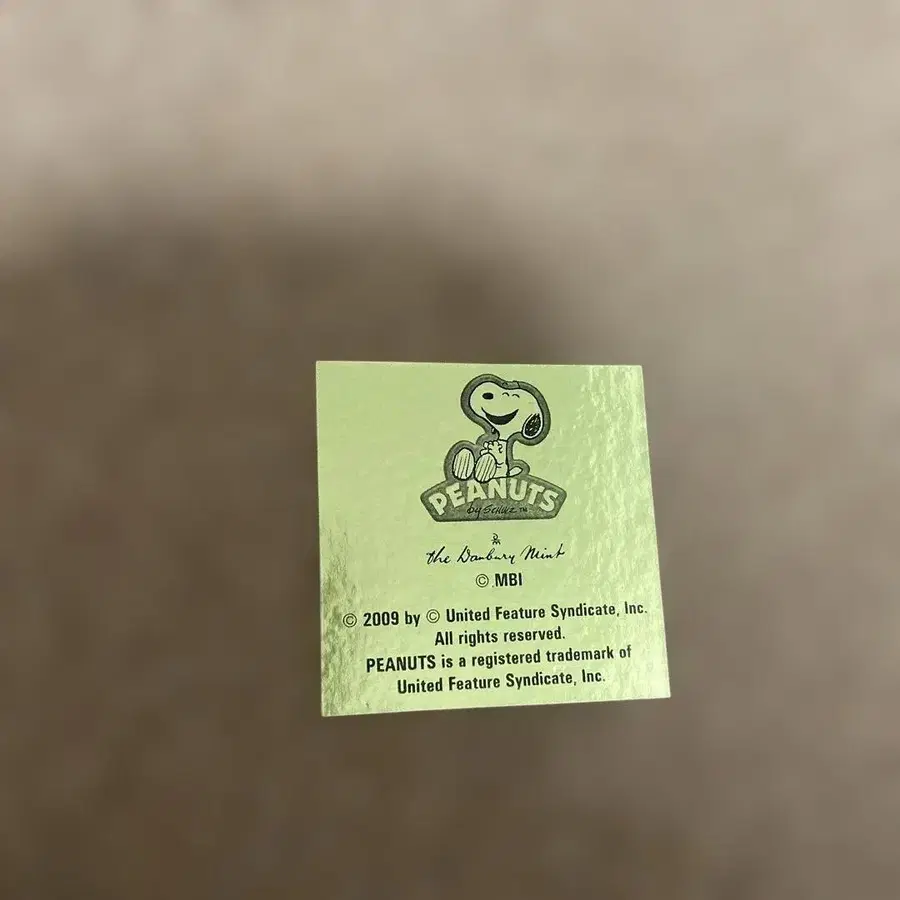 PEANUTS
by Schulz ™
DM
the Danbury Mint
© MBI
© 2009 by © United Feature Syndicate, Inc.
All rights reserved.
PEANUTS is a registered trademark of
United Feature Syndicate, Inc.